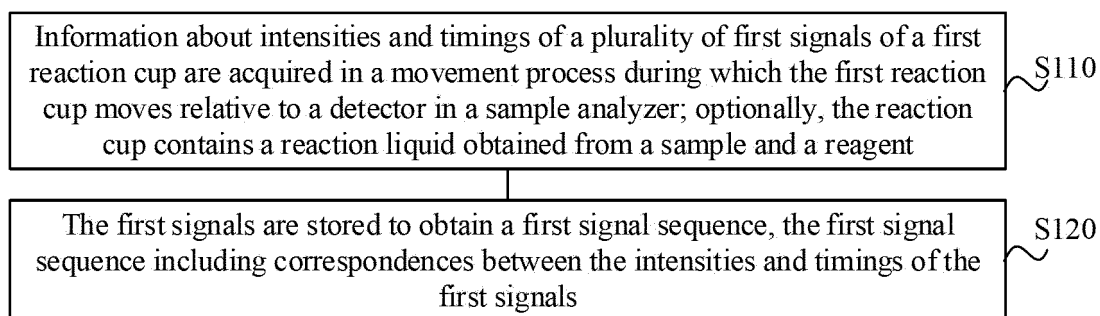 Information about intensities and timings of a plurality of first signals of a first
reaction cup are acquired in a movement process during which the first reaction
cup moves relative to a detector in a sample analyzer; optionally, the reaction
cup contains a reaction liquid obtained from a sample and a reagent
S110
The first signals are stored to obtain a first signal sequence, the first signal
sequence including correspondences between the intensities and timings of the
first signals
S120